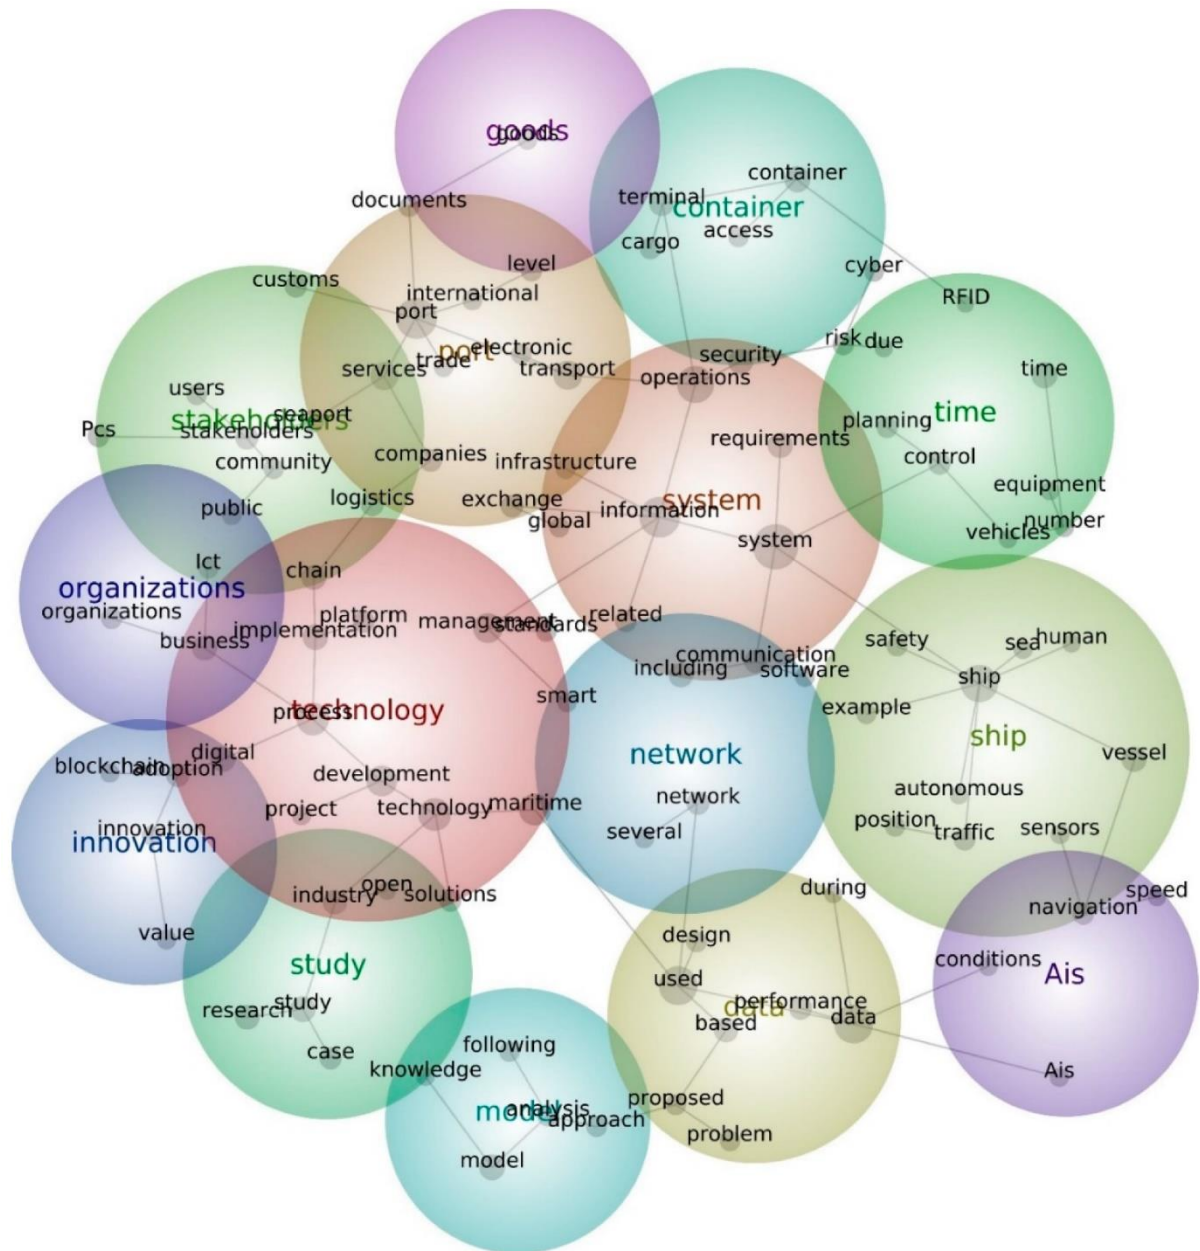 goods
goods
container
documents
terminal
container
access
cargo
level
cyber
customs
international
RFID
port
risk
due
electronic
port
trade
security
services
transport
operations
time
users
seaport
stakeholders
planning
time
Pcs
stakeholders
requirements
companies
control
community
infrastructure
equipment
logistics
exchange
system
public
information
global
number
vehicles
system
Ict
chain
organizations
organizations
platform
related
management
standards
implementation
business
safety
sea
human
communication
including
software
ship
smart
example
technology
process
ship
digital
network
vessel
blockchain
adoption
development
autonomous
network
project
technology
maritime
position
traffic
sensors
innovation
several
innovation
open
during
speed
industry
solutions
navigation
value
design
study
conditions
Ais
used
research
study
performance
data
data
based
following
case
knowledge
Ais
proposed
model
analysis
approach
problem
model